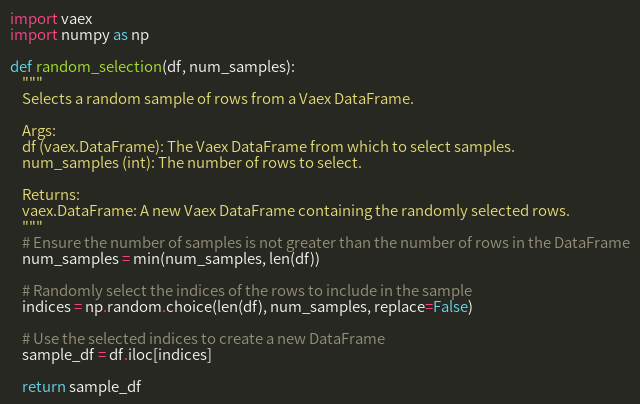 import vaex
import numpy as np
def random_selection(df, num_samples):
"""
Selects a random sample of rows from a Vaex DataFrame.
Args:
df (vaex.DataFrame): The Vaex DataFrame from which to select samples.
num_samples (int): The number of rows to select.
Returns:
vaex.DataFrame: A new Vaex DataFrame containing the randomly selected rows.
"""
# Ensure the number of samples is not greater than the number of rows in the DataFrame
num_samples = min(num_samples, len(df))
# Randomly select the indices of the rows to include in the sample
indices = np.random.choice(len(df), num_samples, replace=False)
# Use the selected indices to create a new DataFrame
sample_df = df.iloc[indices]
return sample_df